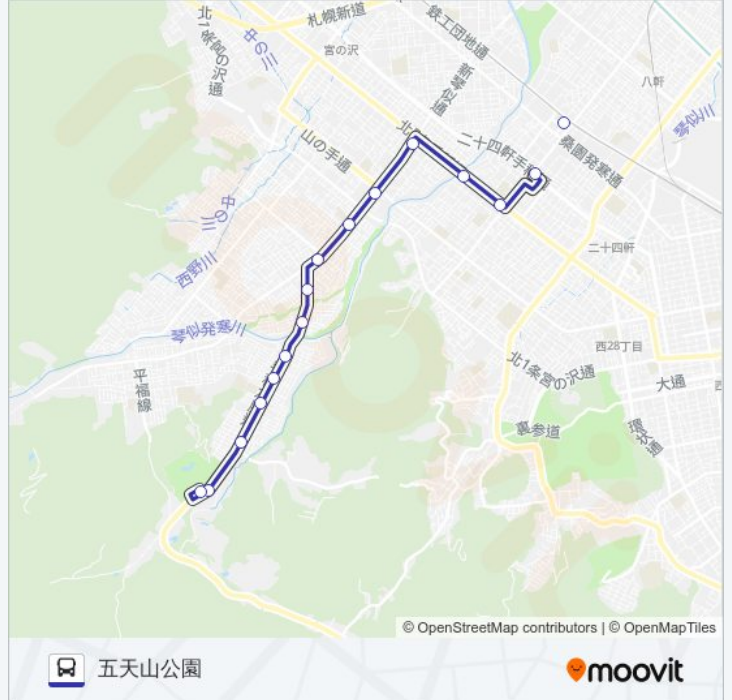 札幌新道
鉄工団地通
北1条宮の沢通
中の川
宮の沢
新琴似通
八軒
琴似川
山の手通
二十四軒手
桑園発寒通
中の川
西野川
二十四軒
琴似発寒川
西28丁目
平福線
北1条宮の沢通
大通
裏参道
環状通
© OpenStreetMap contributors | © OpenMapTiles
五天山公園
moovit